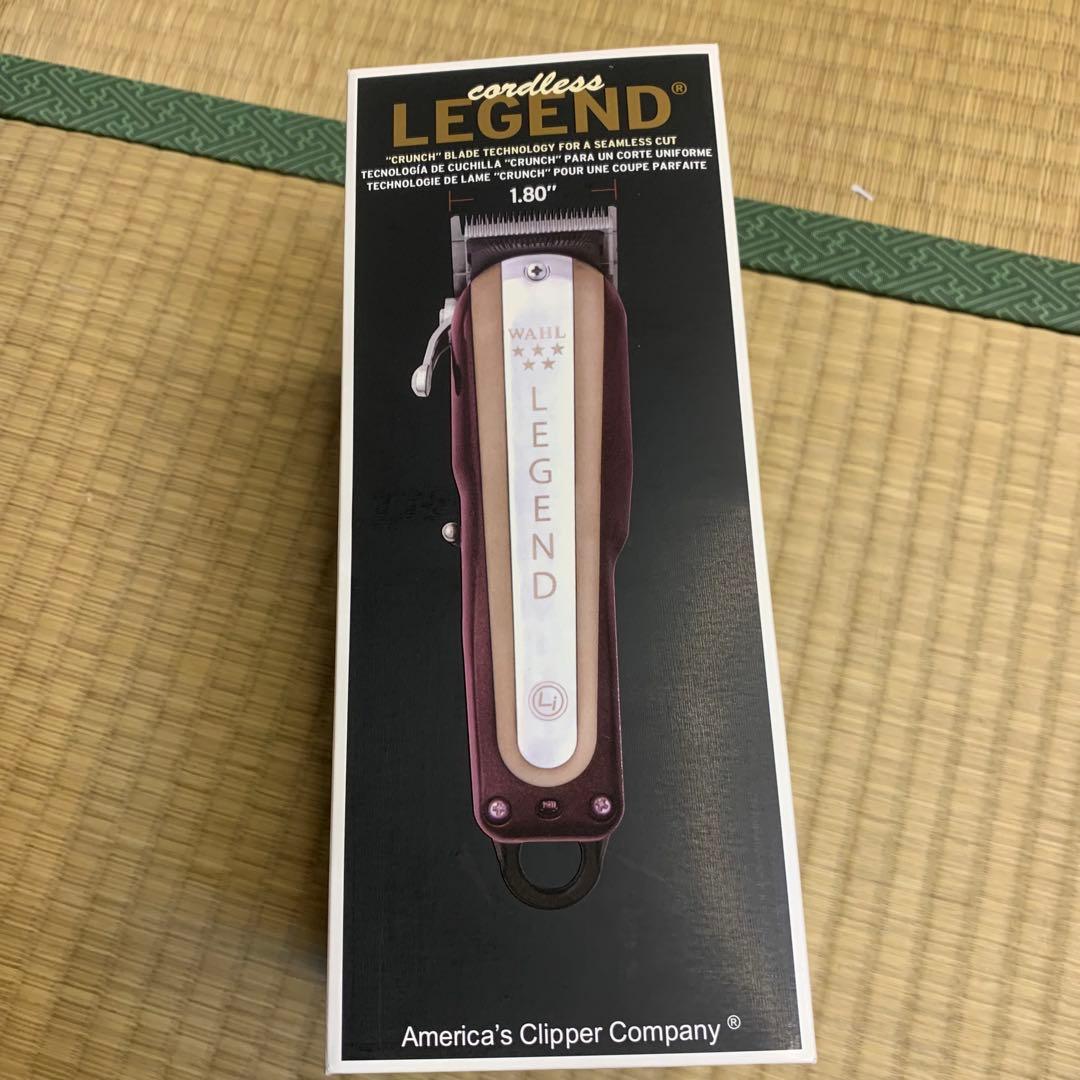 cordless
LEGEND®
"CRUNCH" BLADE TECHNOLOGY FOR A SEAMLESS CUT
TECNOLOGÍA DE CUCHILLA "CRUNCH" PARA UN CORTE UNIFORME
TECHNOLOGIE DE LAME "CRUNCH" POUR UNE COUPE PARFAITE
1.80"
WAHL
LEGEND
Li
America's Clipper Company®